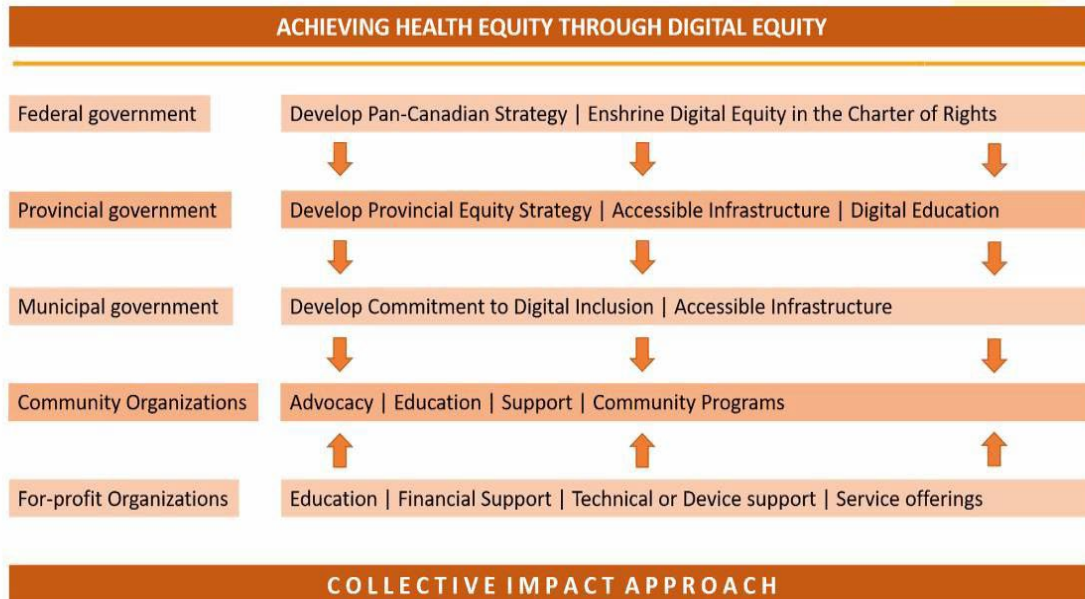 ACHIEVING HEALTH EQUITY THROUGH DIGITAL EQUITY
Federal government
Develop Pan-Canadian Strategy | Enshrine Digital Equity in the Charter of Rights
Provincial government
Develop Provincial Equity Strategy | Accessible Infrastructure | Digital Education
Municipal government
Develop Commitment to Digital Inclusion | Accessible Infrastructure
Community Organizations
Advocacy | Education | Support | Community Programs
For-profit Organizations
Education | Financial Support | Technical or Device support | Service offerings
COLLECTIVE IMPACT APPROACH